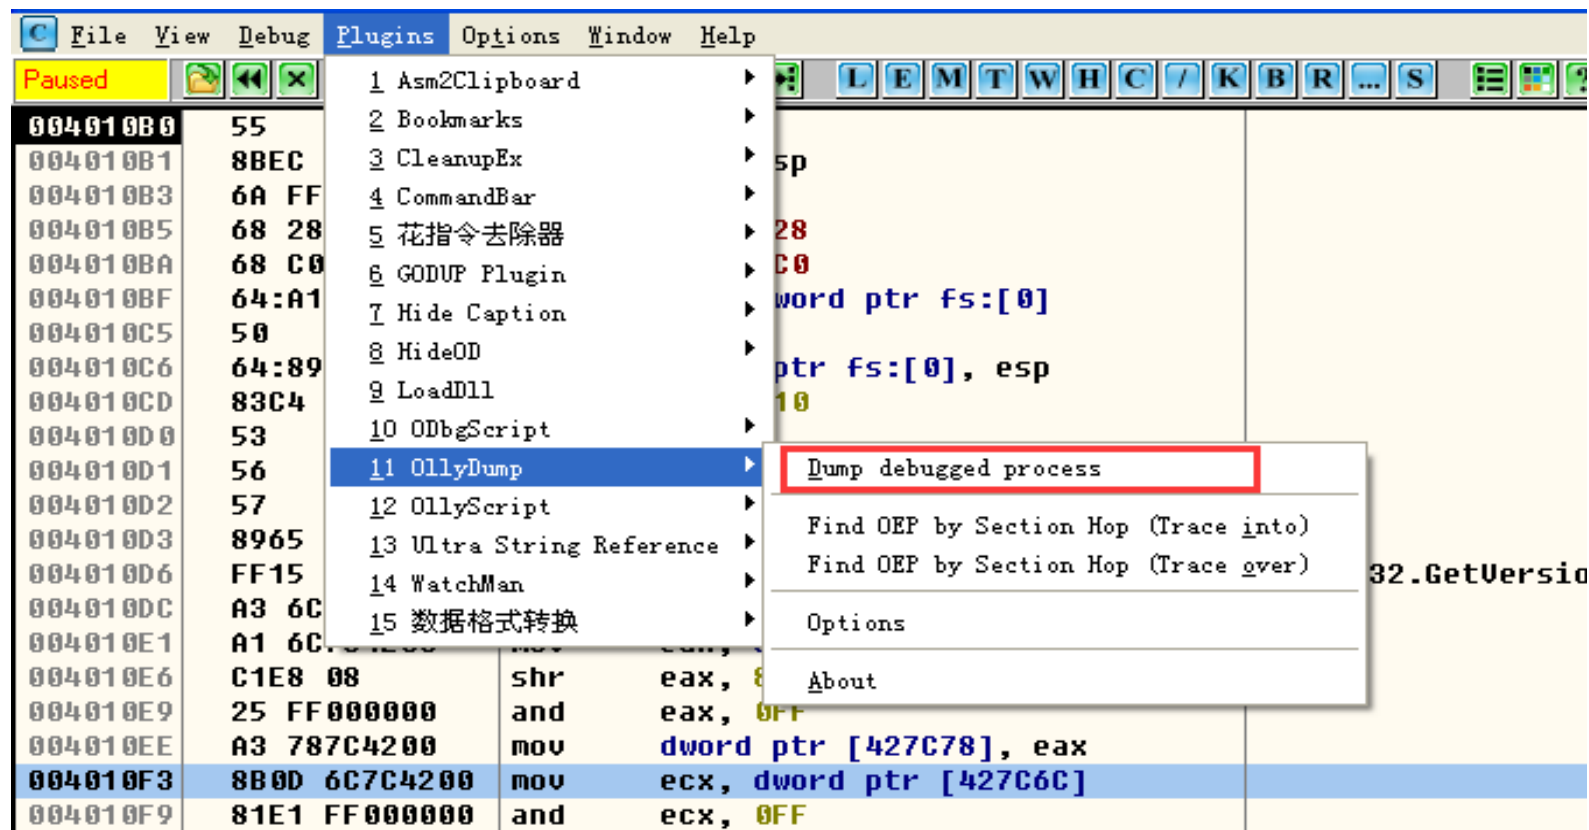 C File View Debug Plugins Options Window Help
Paused L E M T W H C / K B R ... S ?
1 Asm2Clipboard
2 Bookmarks
3 CleanupEx
4 CommandBar
5 花指令去除器
6 GODUP Plugin
7 Hide Caption
8 HideOD
9 LoadDll
10 ODbgScript
11 OllyDump
12 OllyScript
13 Ultra String Reference
14 WatchMan
15 数据格式转换
Dump debugged process
Find OEP by Section Hop (Trace into)
Find OEP by Section Hop (Trace over)
Options
About
004010B0 55
004010B1 8BEC sp
004010B3 6A FF
004010B5 68 28 28
004010BA 68 C0 C0
004010BF 64:A1 word ptr fs:[0]
004010C5 50
004010C6 64:89 ptr fs:[0], esp
004010CD 83C4 10
004010D0 53
004010D1 56
004010D2 57
004010D3 8965
004010D6 FF15 32.GetVersio
004010DC A3 6C
004010E1 A1 6C
004010E6 C1E8 08 shr eax, 8
004010E9 25 FF000000 and eax, 0FF
004010EE A3 787C4200 mov dword ptr [427C78], eax
004010F3 8B0D 6C7C4200 mov ecx, dword ptr [427C6C]
004010F9 81E1 FF000000 and ecx, 0FF